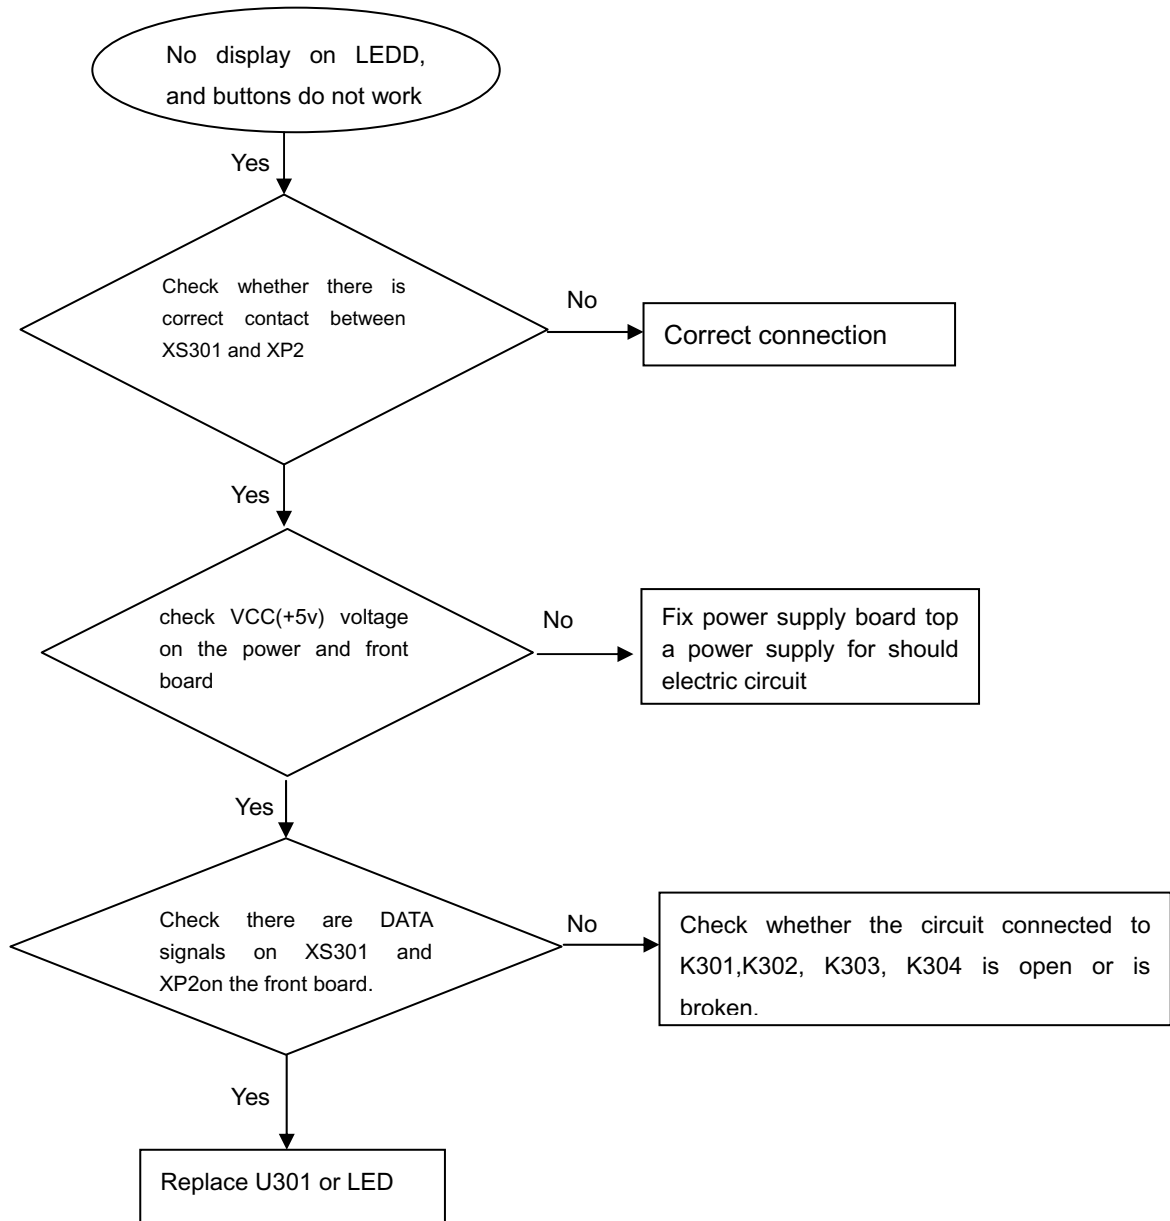 No display on LEDD,
and buttons do not work
Yes
Check whether there is
correct contact between
XS301 and XP2
No
Correct connection
Yes
check VCC(+5v) voltage
on the power and front
board
No
Fix power supply board top
a power supply for should
electric circuit
Yes
Check there are DATA
signals on XS301 and
XP2on the front board.
No
Check whether the circuit connected to
K301,K302, K303, K304 is open or is
broken.
Yes
Replace U301 or LED